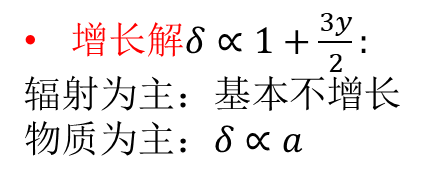 • 增长解δ ∝ 1 + \frac{3y}{2}:
辐射为主：基本不增长
物质为主：δ ∝ a